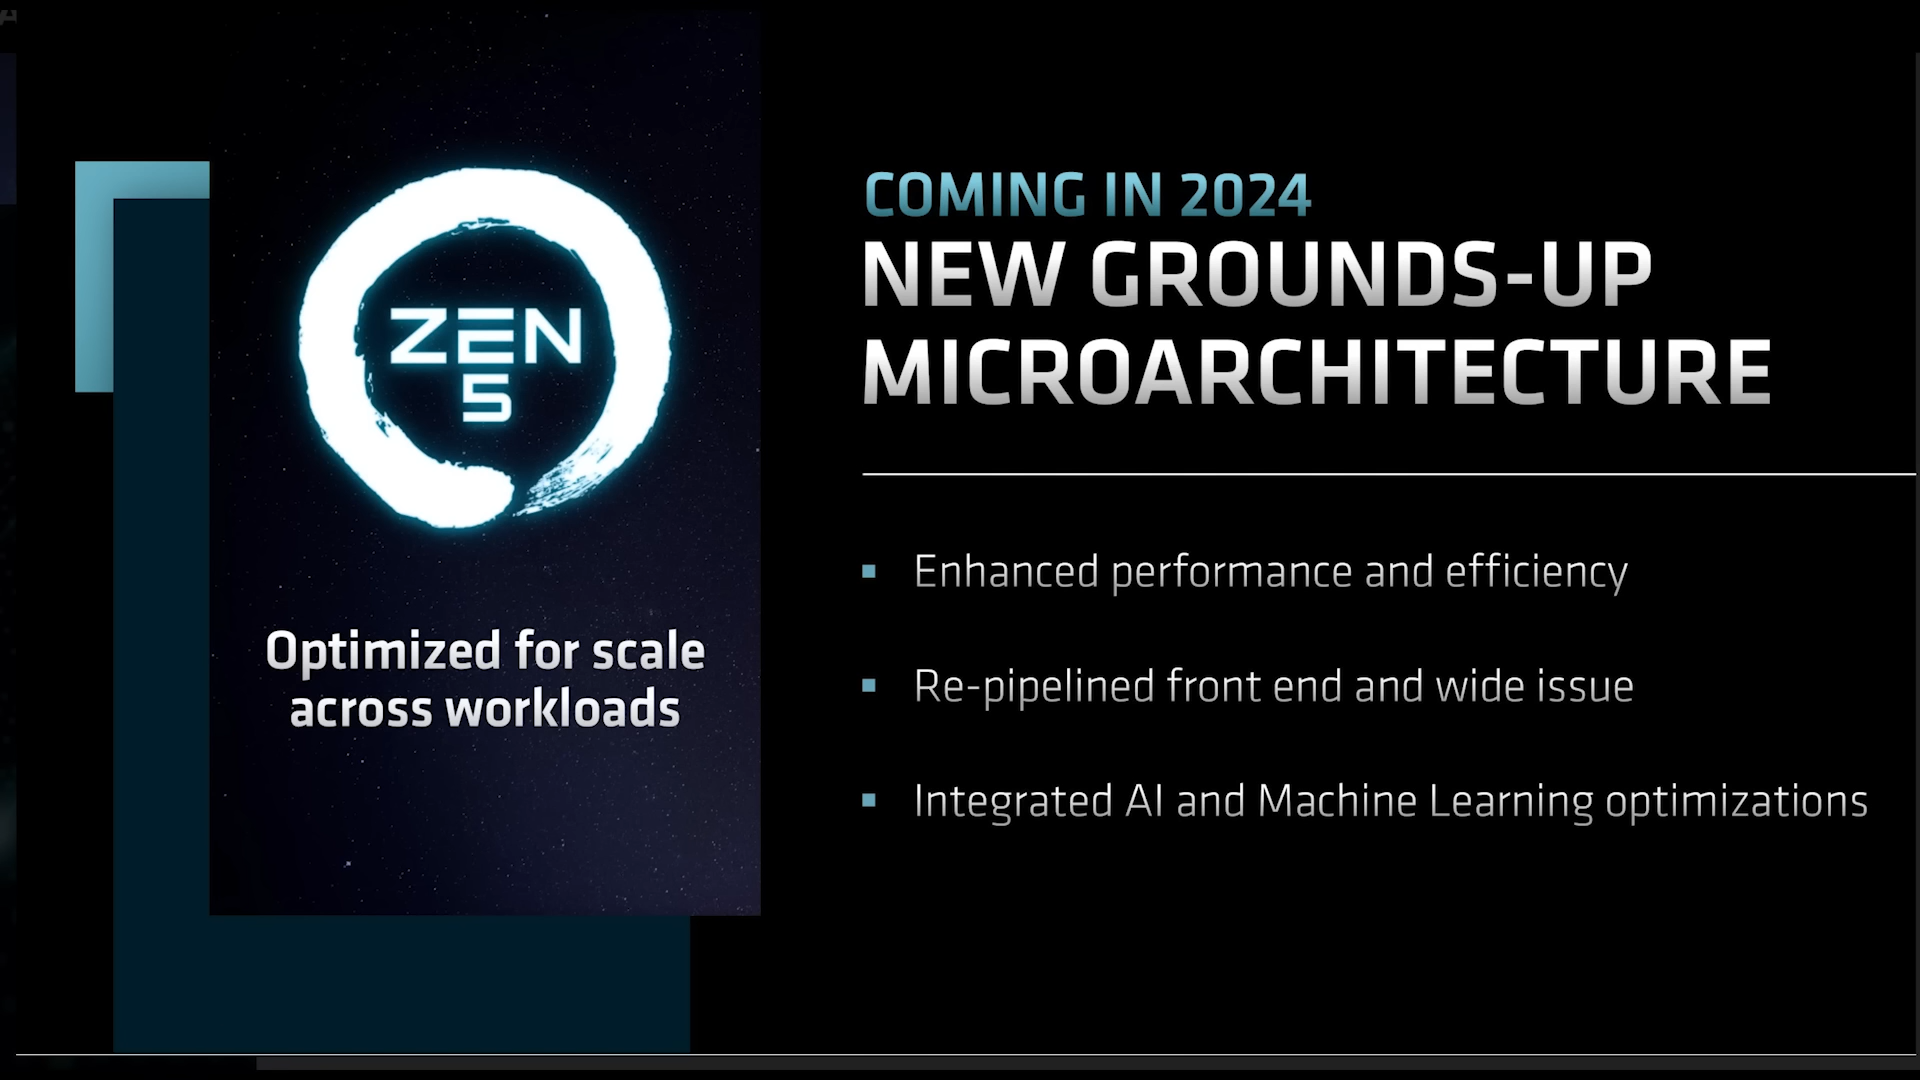 ZEN
5
Optimized for scale
across workloads
COMING IN 2024
NEW GROUNDS-UP
MICROARCHITECTURE
Enhanced performance and efficiency
Re-pipelined front end and wide issue
Integrated AI and Machine Learning optimizations